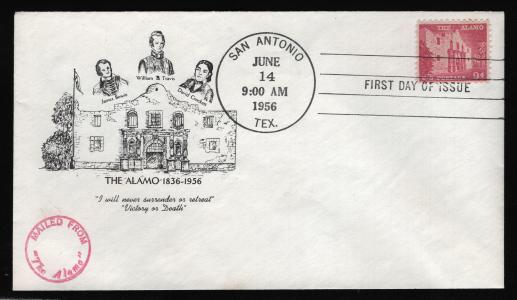 William B. Travis
James Bowie
David Crockett
THE ALAMO 1836-1956
"I will never surrender or retreat"
"Victory or Death"
MAILED FROM
"The Alamo"
SAN ANTONIO
JUNE
14
9:00 AM
1956
TEX.
FIRST DAY OF ISSUE
THE ALAMO
9¢